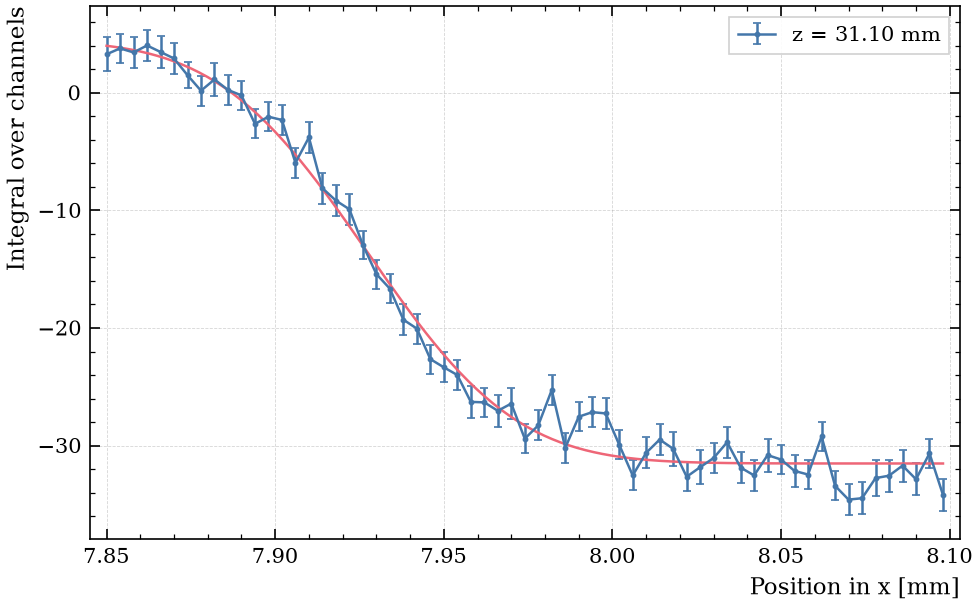 Integral over channels
z = 31.10 mm
0
−10
−20
−30
7.85 7.90 7.95 8.00 8.05 8.10
Position in x [mm]